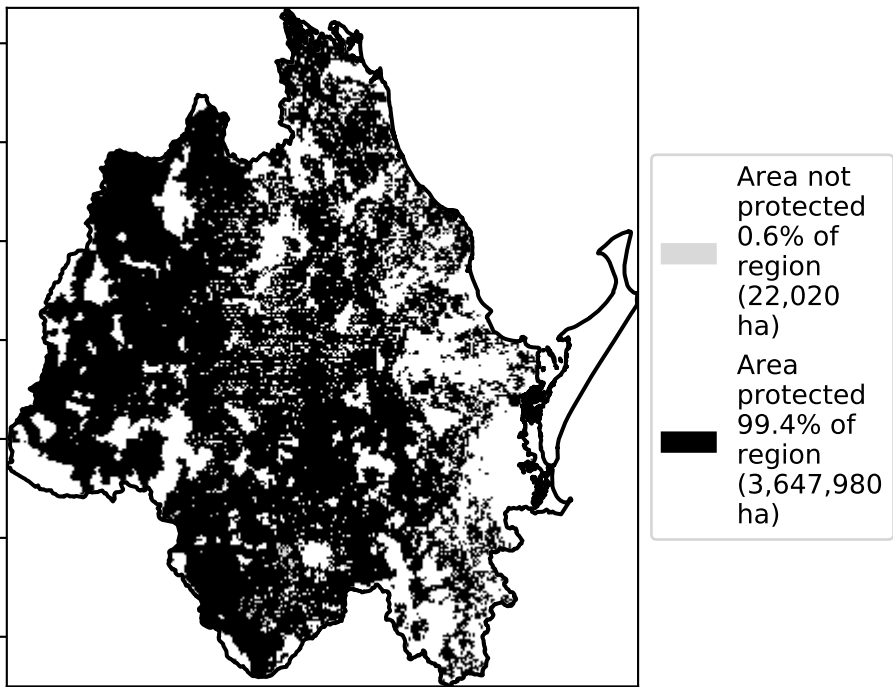 Area not
protected
0.6% of
region
(22,020
ha)
Area
protected
99.4% of
region
(3,647,980
ha)